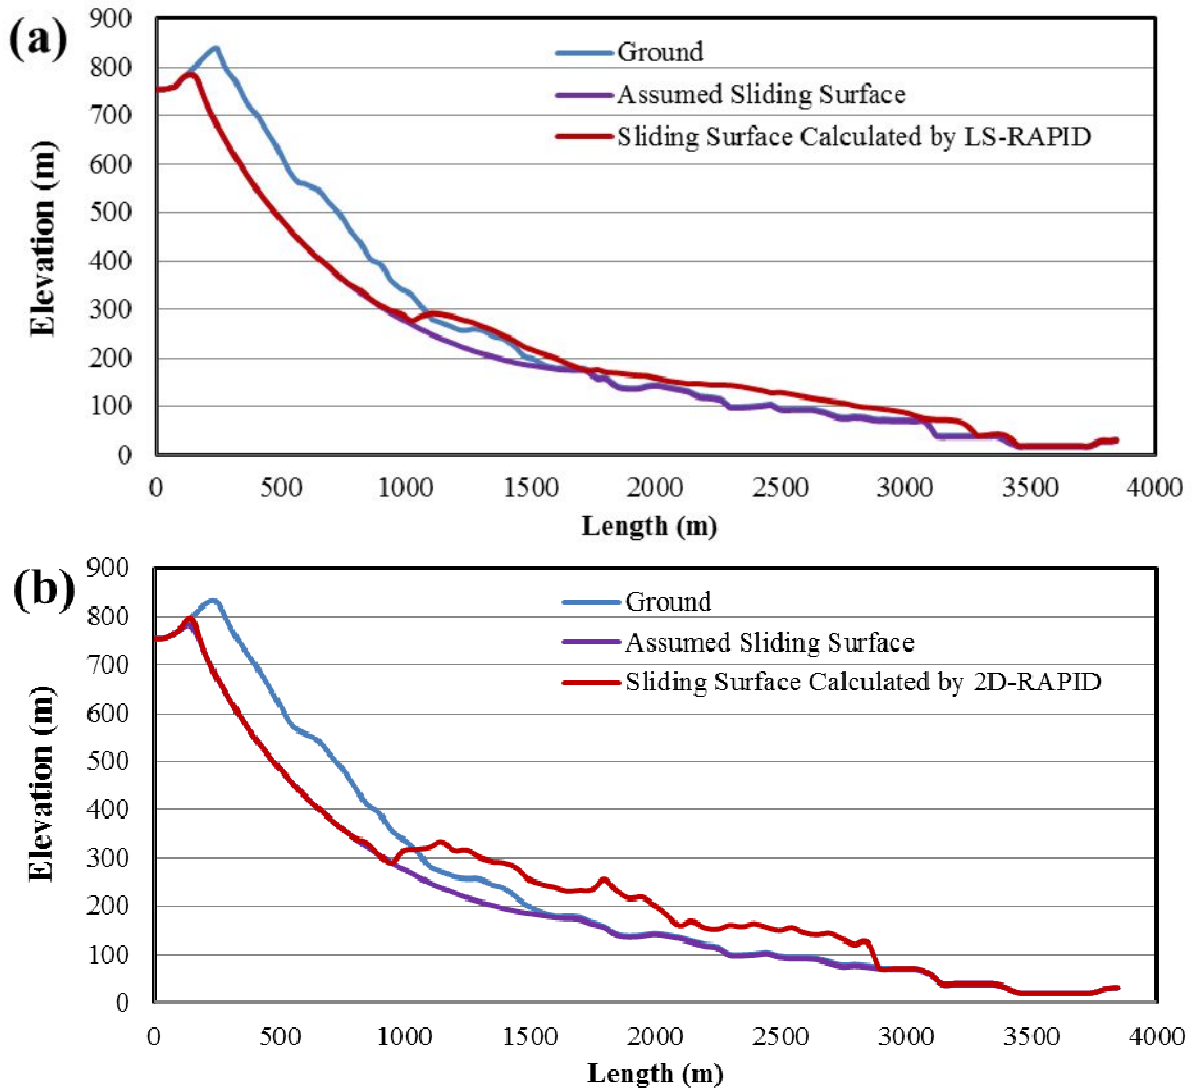 (a)
900
800
700
600
500
400
300
200
100
0
Elevation (m)
Ground
Assumed Sliding Surface
Sliding Surface Calculated by LS-RAPID
0 500 1000 1500 2000 2500 3000 3500 4000
Length (m)
(b)
900
800
700
600
500
400
300
200
100
0
Elevation (m)
Ground
Assumed Sliding Surface
Sliding Surface Calculated by 2D-RAPID
0 500 1000 1500 2000 2500 3000 3500 4000
Length (m)